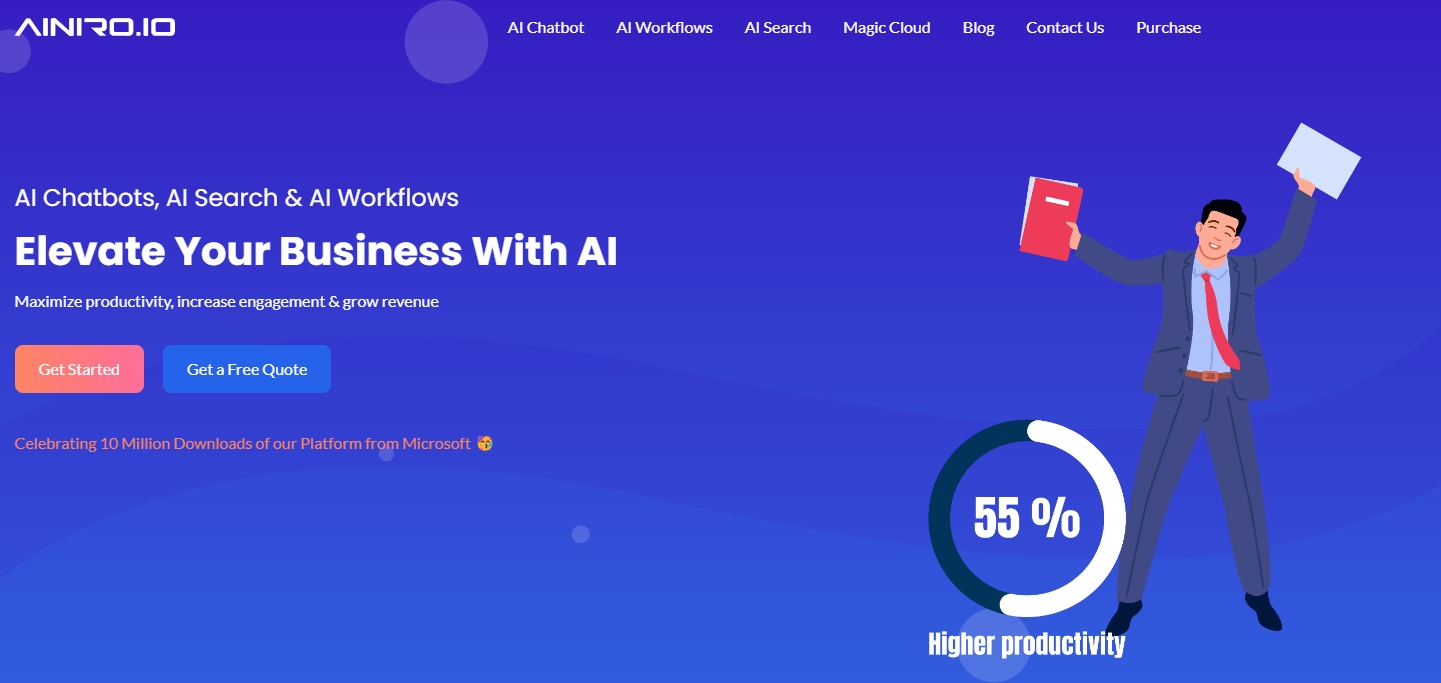 AINIRO.IO
AI Chatbot AI Workflows AI Search Magic Cloud Blog Contact Us Purchase
AI Chatbots, AI Search & AI Workflows
Elevate Your Business With AI
Maximize productivity, increase engagement & grow revenue
Get Started Get a Free Quote
Celebrating 10 Million Downloads of our Platform from Microsoft 🥳
55 %
Higher productivity